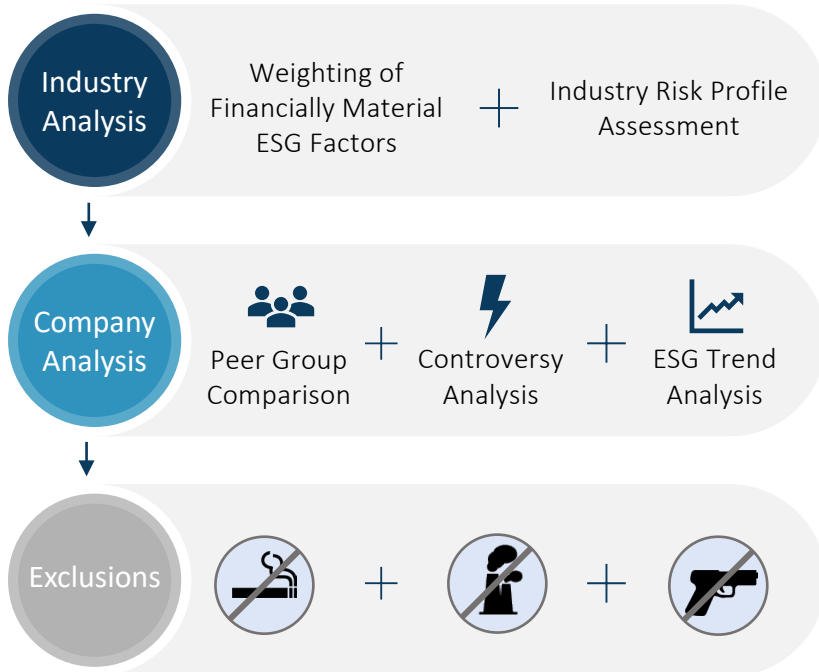 Industry
Analysis
Weighting of
Financially Material
ESG Factors
Industry Risk Profile
Assessment
Company
Analysis
Peer Group
Comparison
Controversy
Analysis
ESG Trend
Analysis
Exclusions